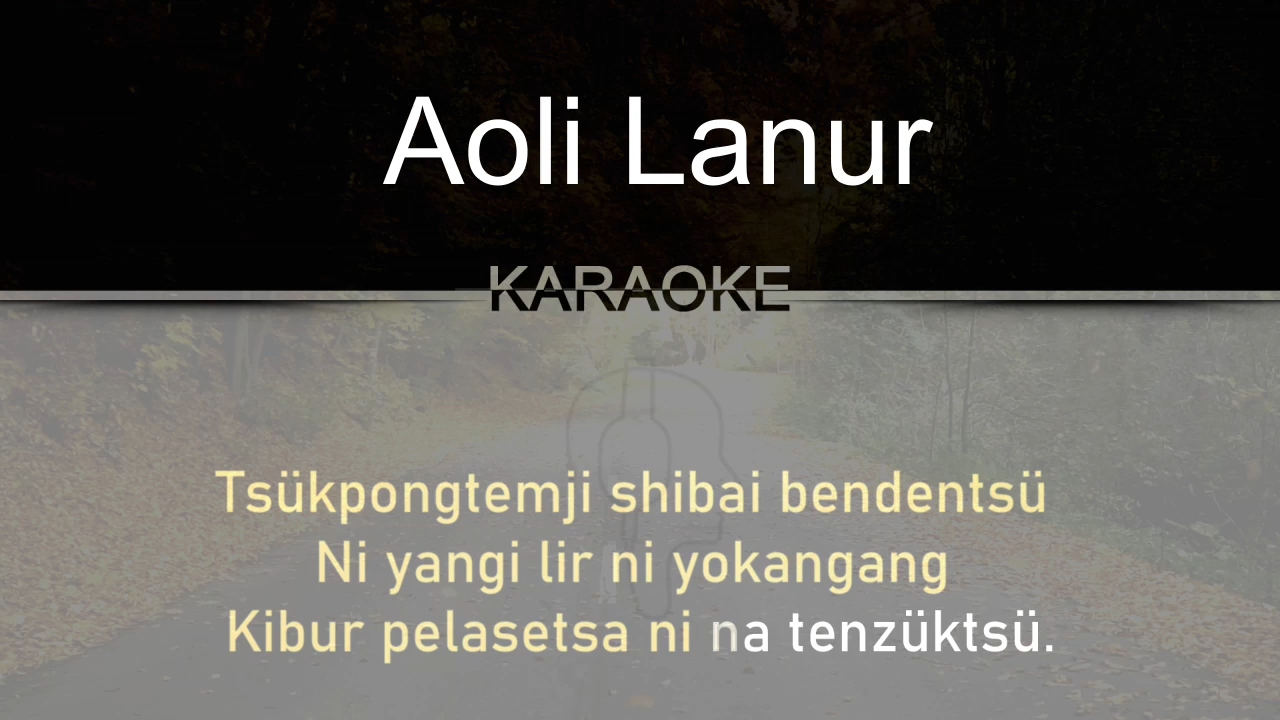 Aoli Lanur
KARAOKE
Tsükpongtemji shibai bendentsü
Ni yangi lir ni yokangang
Kibur pelasetsa ni na tenzüktsü.